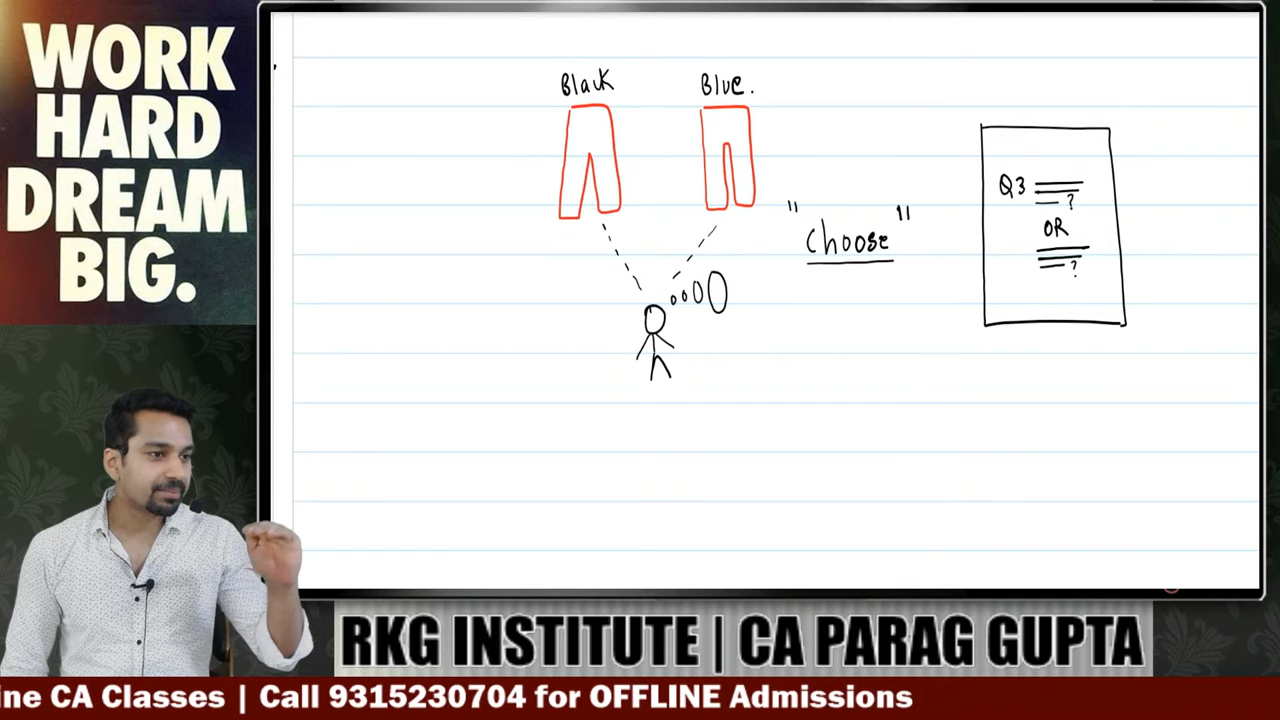 WORK
HARD
DREAM
BIG.
Black
Blue.
"Choose"
Q3
?
OR
?
RKG INSTITUTE | CA PARAG GUPTA
ine CA Classes | Call 9315230704 for OFFLINE Admissions